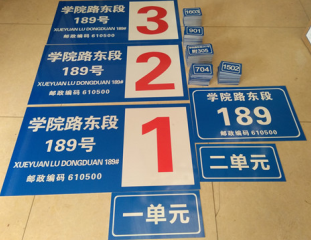 学院路东段
189号
XUEYUAN LU DONGDUAN 189#
邮政编码 610500
3
学院路东段
189号
XUEYUAN LU DONGDUAN 189#
邮政编码 610500
2
学院路东段
189号
XUEYUAN LU DONGDUAN 189#
邮政编码 610500
1
1603
901
704
1502
学院路东段
189
邮政编码 610500
二单元
一单元